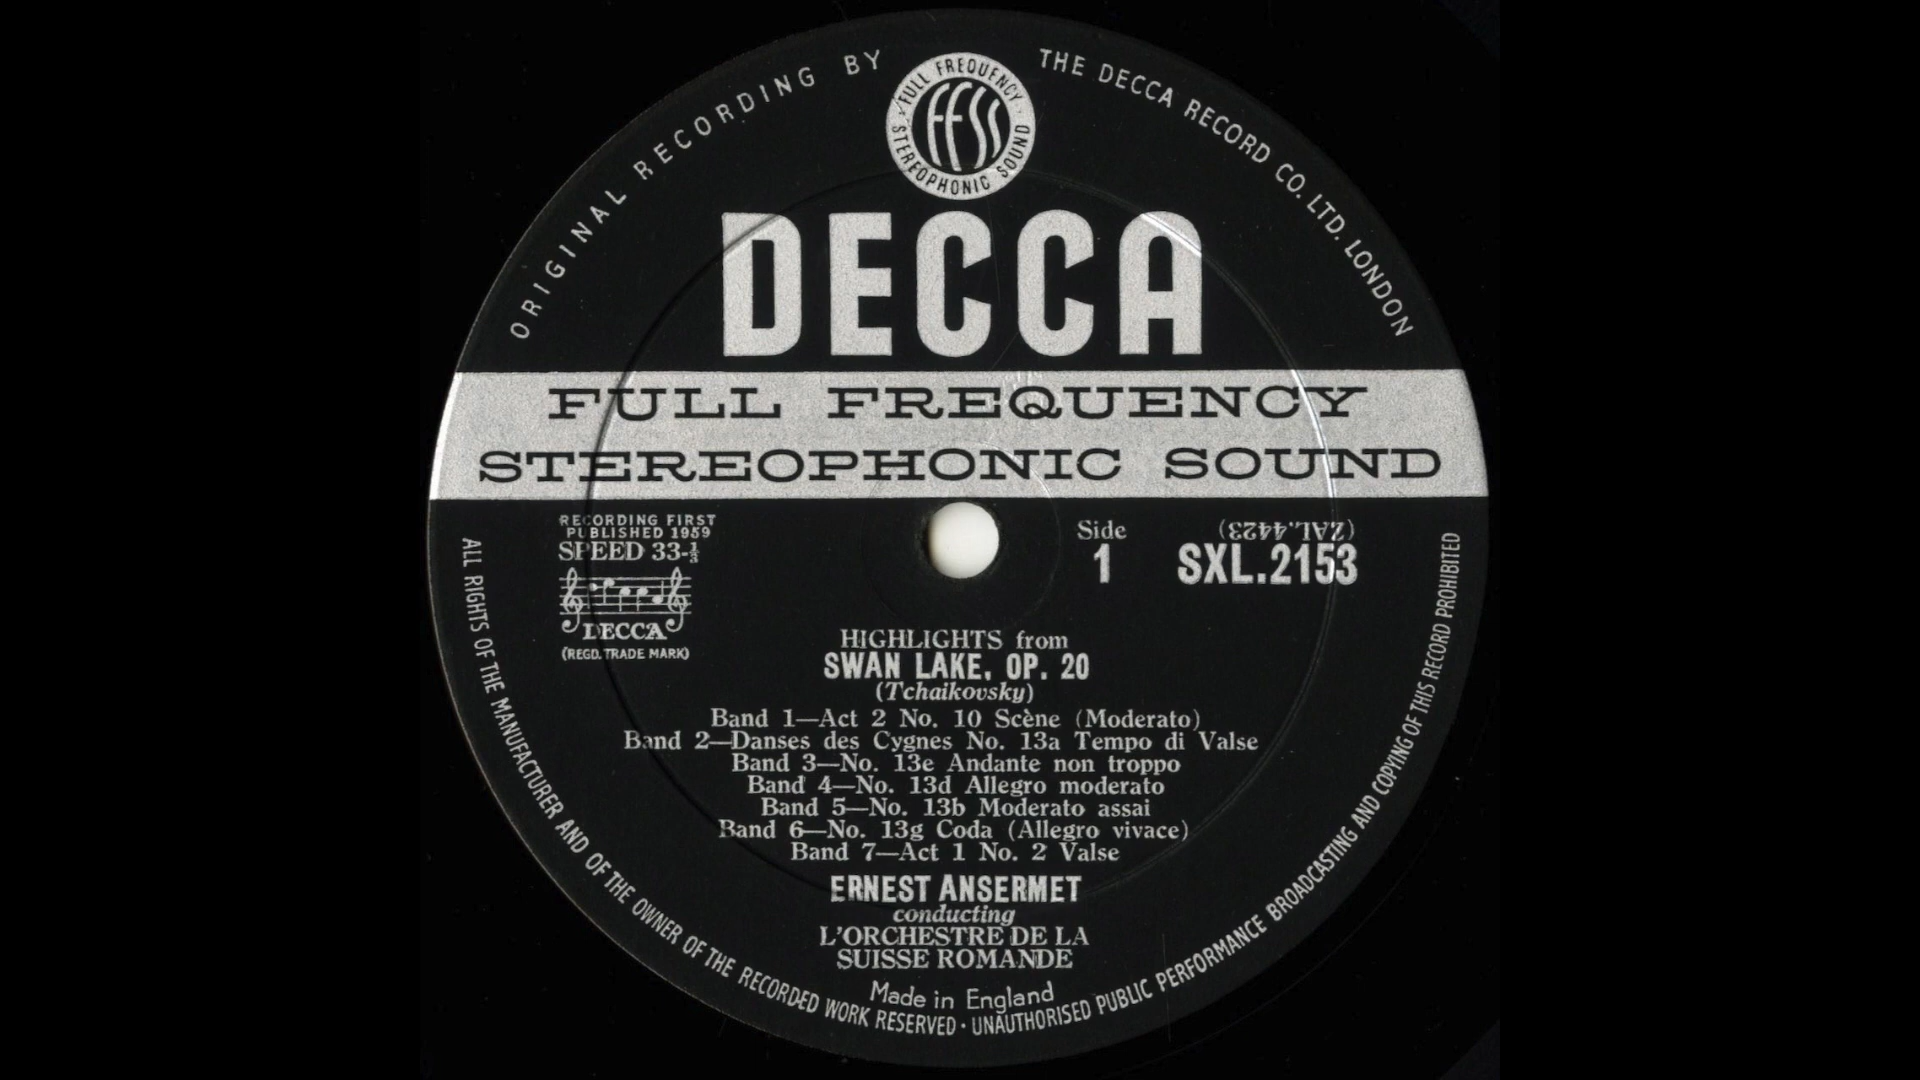 ORIGINAL RECORDING BY
THE DECCA RECORD CO. LTD. LONDON
FULL FREQUENCY
ffss
STEREOPHONIC SOUND
DECCA
FULL FREQUENCY
STEREOPHONIC SOUND
RECORDING FIRST
PUBLISHED 1959
SPEED 33-⅓
DECCA
(REGD. TRADE MARK)
Side
1
(ZAL.4423)
SXL.2153
HIGHLIGHTS from
SWAN LAKE, OP. 20
(Tchaikovsky)
Band 1—Act 2 No. 10 Scène (Moderato)
Band 2—Danses des Cygnes No. 13a Tempo di Valse
Band 3—No. 13e Andante non troppo
Band 4—No. 13d Allegro moderato
Band 5—No. 13b Moderato assai
Band 6—No. 13g Coda (Allegro vivace)
Band 7—Act 1 No. 2 Valse
ERNEST ANSERMET
conducting
L'ORCHESTRE DE LA
SUISSE ROMANDE
Made in England
ALL RIGHTS OF THE MANUFACTURER AND OF THE OWNER OF THE RECORDED WORK RESERVED · UNAUTHORISED PUBLIC PERFORMANCE BROADCASTING AND COPYING OF THIS RECORD PROHIBITED